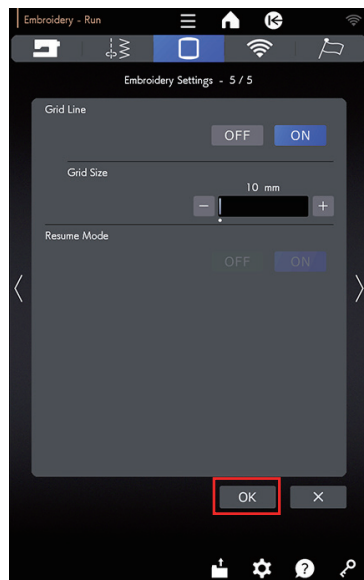 Embroidery - Run
Embroidery Settings - 5 / 5
Grid Line
OFF ON
Grid Size
10 mm
− +
Resume Mode
OFF ON
OK ×
?